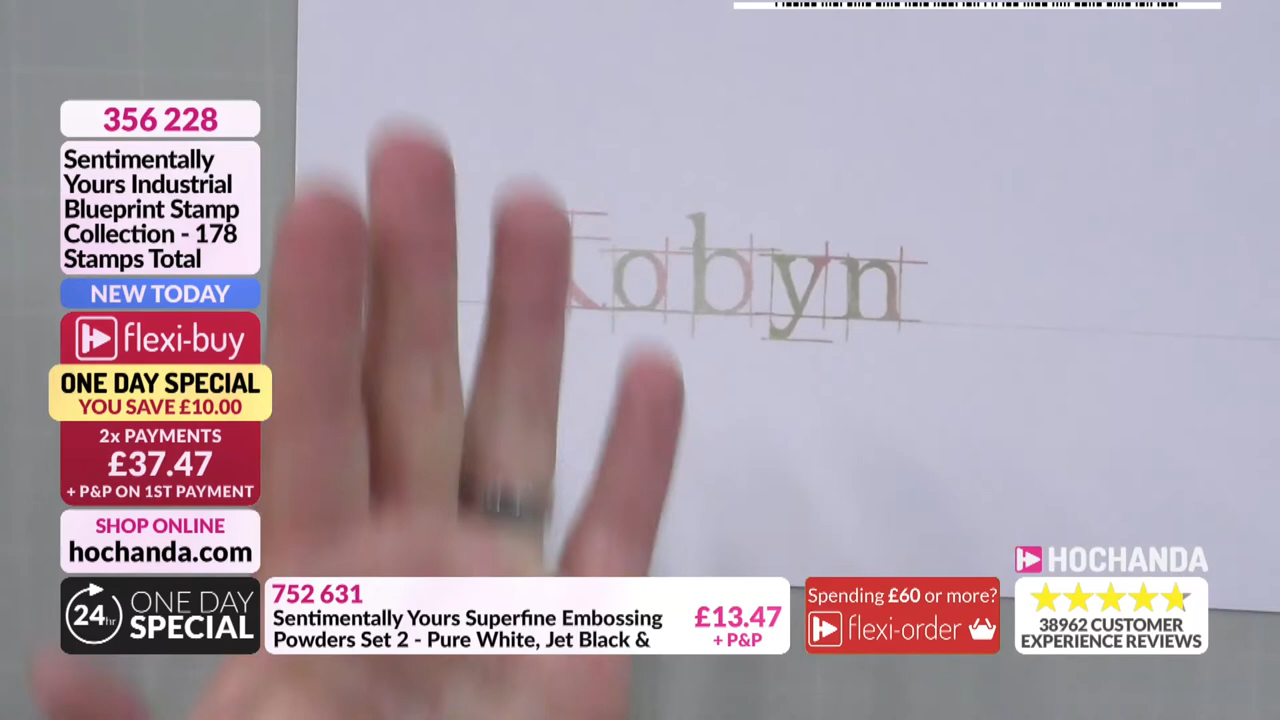 356 228
Sentimentally
Yours Industrial
Blueprint Stamp
Collection - 178
Stamps Total
NEW TODAY
flexi-buy
ONE DAY SPECIAL
YOU SAVE £10.00
2x PAYMENTS
£37.47
+ P&P ON 1ST PAYMENT
SHOP ONLINE
hochanda.com
24hr ONE DAY SPECIAL
752 631
Sentimentally Yours Superfine Embossing
Powders Set 2 - Pure White, Jet Black &
£13.47
+ P&P
Spending £60 or more?
flexi-order
HOCHANDA
38962 CUSTOMER
EXPERIENCE REVIEWS
Robyn